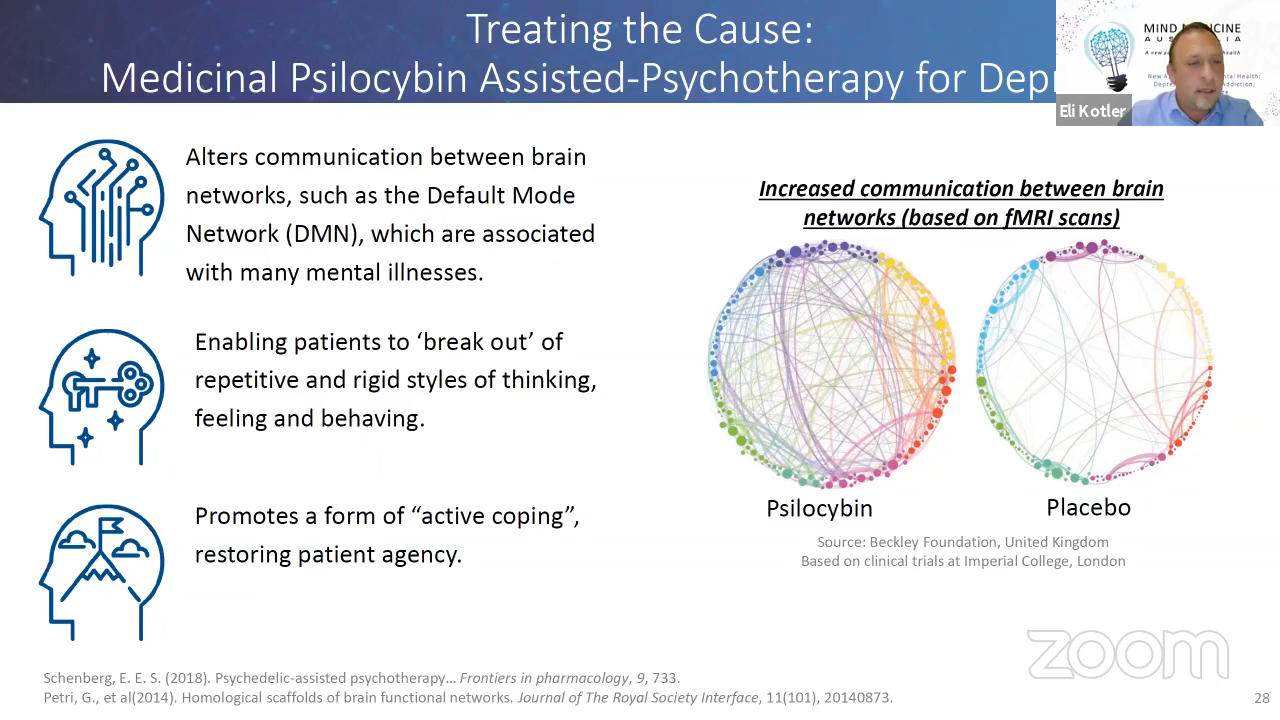 Treating the Cause:
Medicinal Psilocybin Assisted-Psychotherapy for Dep
MIND MEDICINE
Eli Kotler
Alters communication between brain
networks, such as the Default Mode
Network (DMN), which are associated
with many mental illnesses.
Enabling patients to ‘break out’ of
repetitive and rigid styles of thinking,
feeling and behaving.
Promotes a form of “active coping”,
restoring patient agency.
Increased communication between brain
networks (based on fMRI scans)
Psilocybin
Placebo
Source: Beckley Foundation, United Kingdom
Based on clinical trials at Imperial College, London
zoom
Schenberg, E. E. S. (2018). Psychedelic-assisted psychotherapy… Frontiers in pharmacology, 9, 733.
Petri, G., et al(2014). Homological scaffolds of brain functional networks. Journal of The Royal Society Interface, 11(101), 20140873.
28